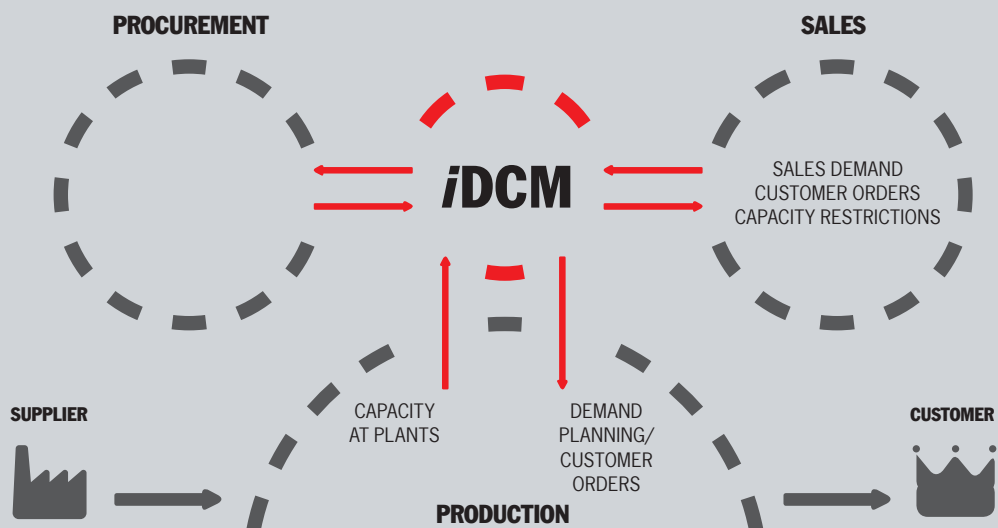 PROCUREMENT
SALES
iDCM
SALES DEMAND
CUSTOMER ORDERS
CAPACITY RESTRICTIONS
SUPPLIER
CAPACITY
AT PLANTS
DEMAND
PLANNING/
CUSTOMER
ORDERS
CUSTOMER
PRODUCTION